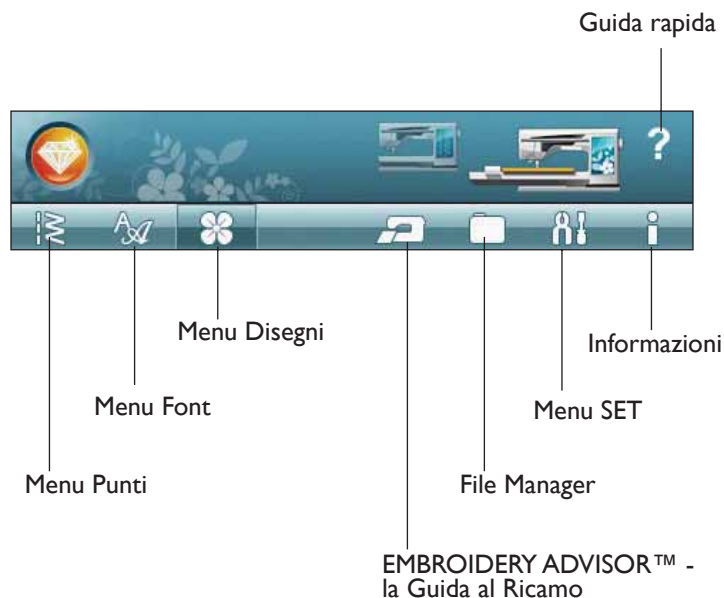 Guida rapida
Menu Disegni
Informazioni
Menu Font
Menu SET
Menu Punti
File Manager
EMBROIDERY ADVISOR™ -
la Guida al Ricamo